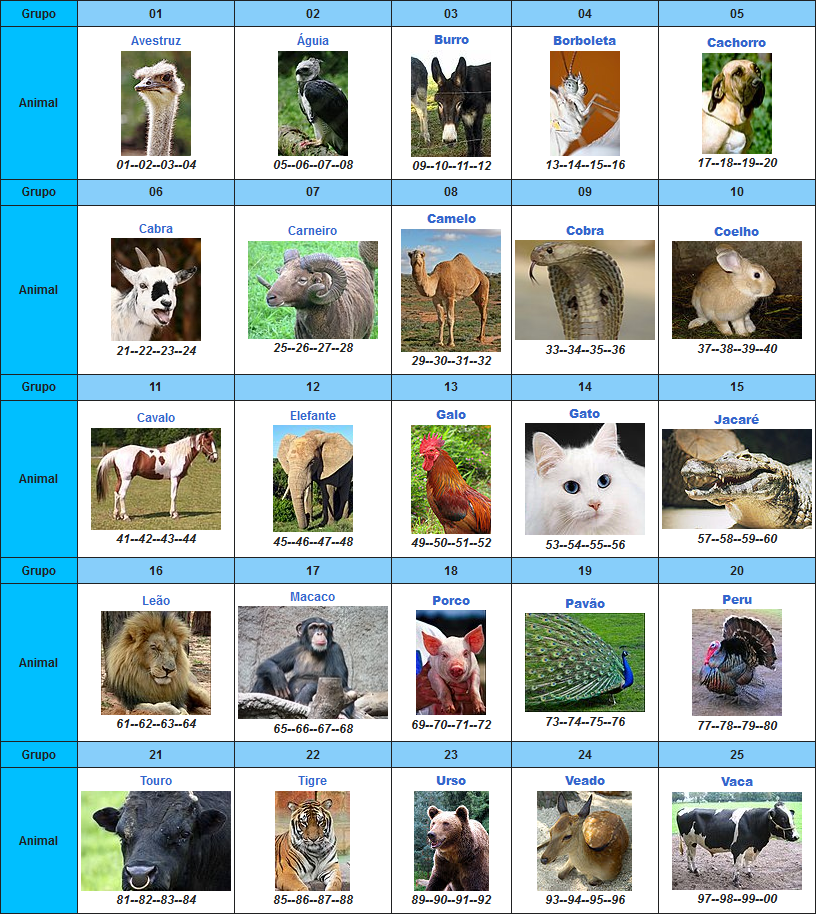 Grupo 01 02 03 04 05
Animal
Avestruz
01--02--03--04
Águia
05--06--07--08
Burro
09--10--11--12
Borboleta
13--14--15--16
Cachorro
17--18--19--20
Grupo 06 07 08 09 10
Animal
Cabra
21--22--23--24
Carneiro
25--26--27--28
Camelo
29--30--31--32
Cobra
33--34--35--36
Coelho
37--38--39--40
Grupo 11 12 13 14 15
Animal
Cavalo
41--42--43--44
Elefante
45--46--47--48
Galo
49--50--51--52
Gato
53--54--55--56
Jacaré
57--58--59--60
Grupo 16 17 18 19 20
Animal
Leão
61--62--63--64
Macaco
65--66--67--68
Porco
69--70--71--72
Pavão
73--74--75--76
Peru
77--78--79--80
Grupo 21 22 23 24 25
Animal
Touro
81--82--83--84
Tigre
85--86--87--88
Urso
89--90--91--92
Veado
93--94--95--96
Vaca
97--98--99--00